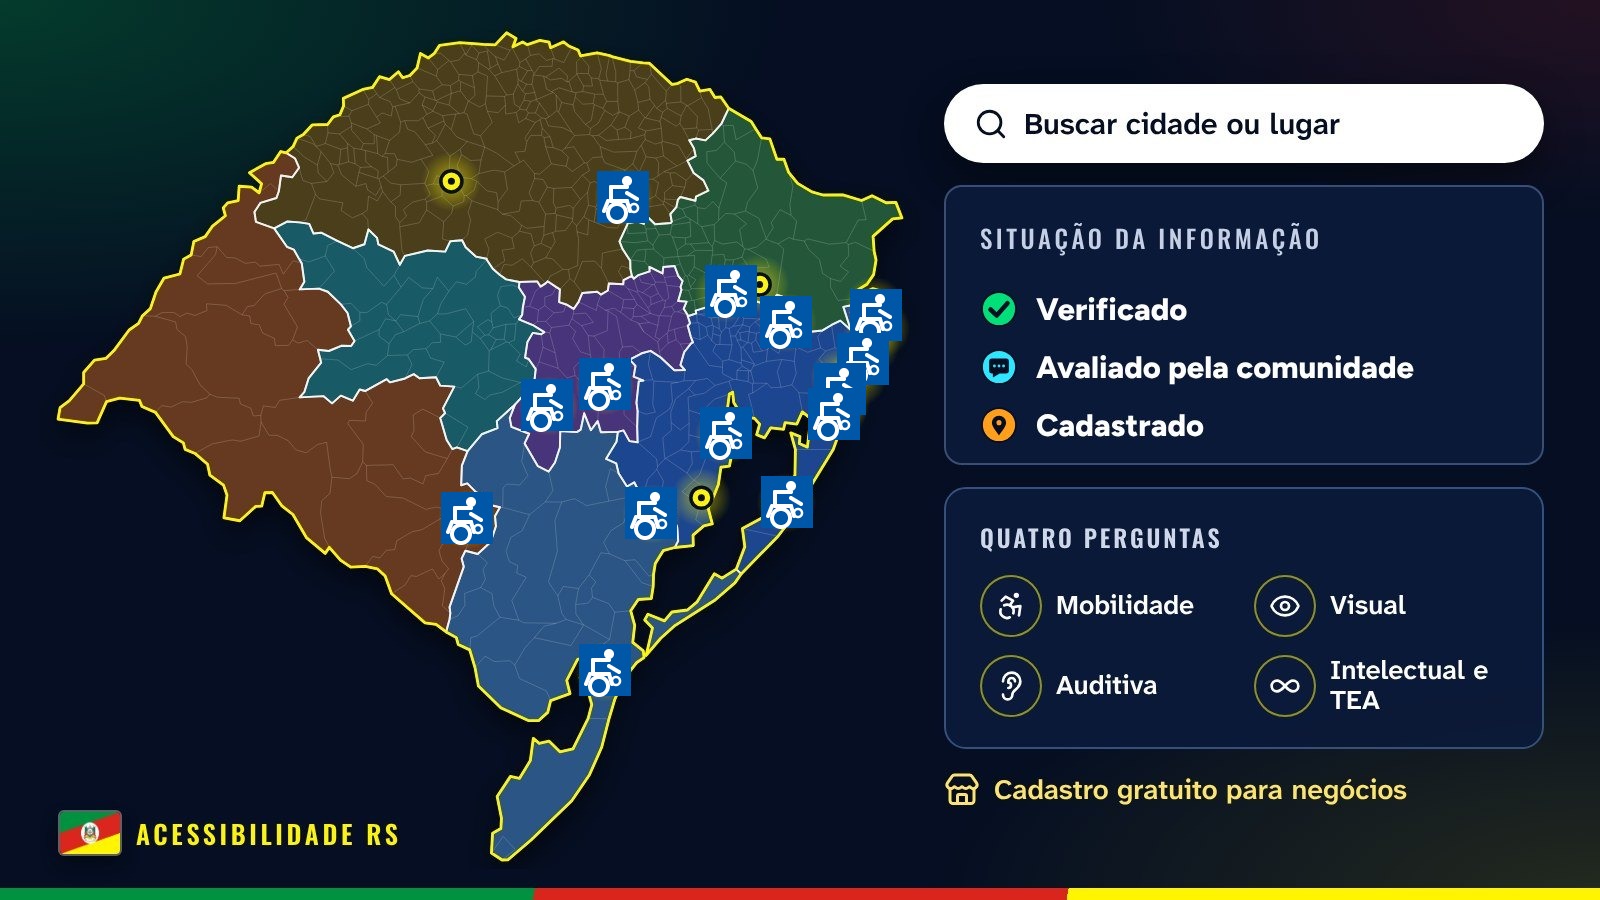 Buscar cidade ou lugar
SITUAÇÃO DA INFORMAÇÃO
Verificado
Avaliado pela comunidade
Cadastrado
QUATRO PERGUNTAS
Mobilidade
Visual
Auditiva
Intelectual e
TEA
Cadastro gratuito para negócios
ACESSIBILIDADE RS